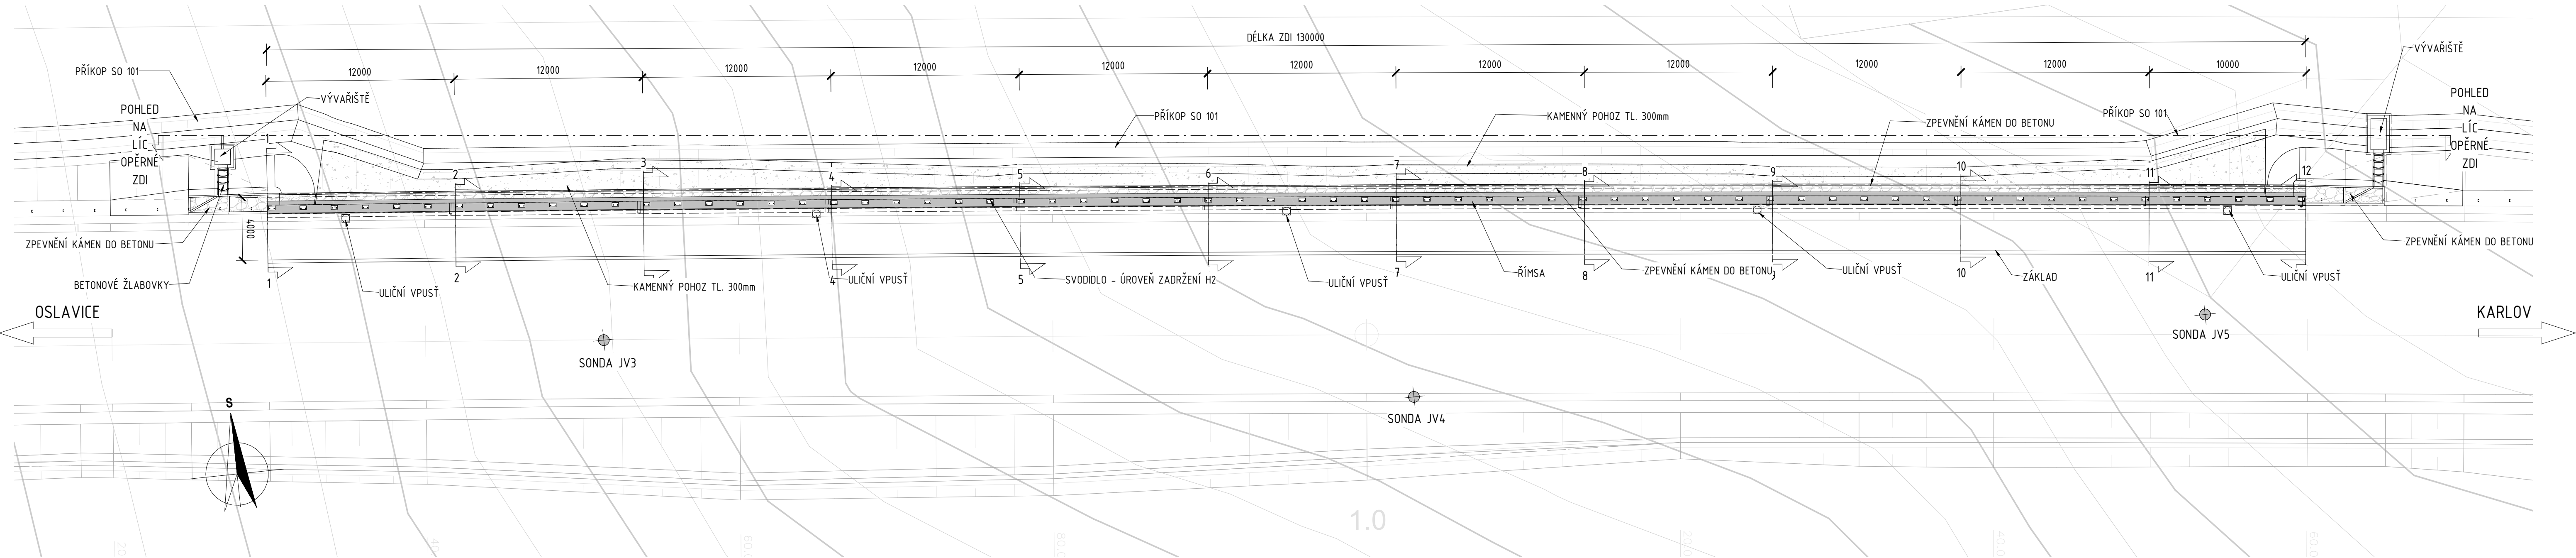 DÉLKA ZDI 130000
12000
12000
12000
12000
12000
12000
12000
12000
12000
12000
10000
PŘÍKOP SO 101
VÝVAŘIŠTĚ
POHLED
NA
LÍC
OPĚRNÉ
ZDI
PŘÍKOP SO 101
KAMENNÝ POHOZ TL. 300mm
ZPEVNĚNÍ KÁMEN DO BETONU
PŘÍKOP SO 101
VÝVAŘIŠTĚ
POHLED
NA
LÍC
OPĚRNÉ
ZDI
1
2
3
4
5
6
7
8
9
10
11
12
4000
ZPEVNĚNÍ KÁMEN DO BETONU
BETONOVÉ ŽLABOVKY
1
ULIČNÍ VPUSŤ
2
KAMENNÝ POHOZ TL. 300mm
4
ULIČNÍ VPUSŤ
5
SVODIDLO - ÚROVEŇ ZADRŽENÍ H2
ULIČNÍ VPUSŤ
7
ŘÍMSA
8
ZPEVNĚNÍ KÁMEN DO BETONU
9
ULIČNÍ VPUSŤ
10
ZÁKLAD
11
ULIČNÍ VPUSŤ
ZPEVNĚNÍ KÁMEN DO BETONU
OSLAVICE
KARLOV
SONDA JV3
SONDA JV4
SONDA JV5
S
1.0